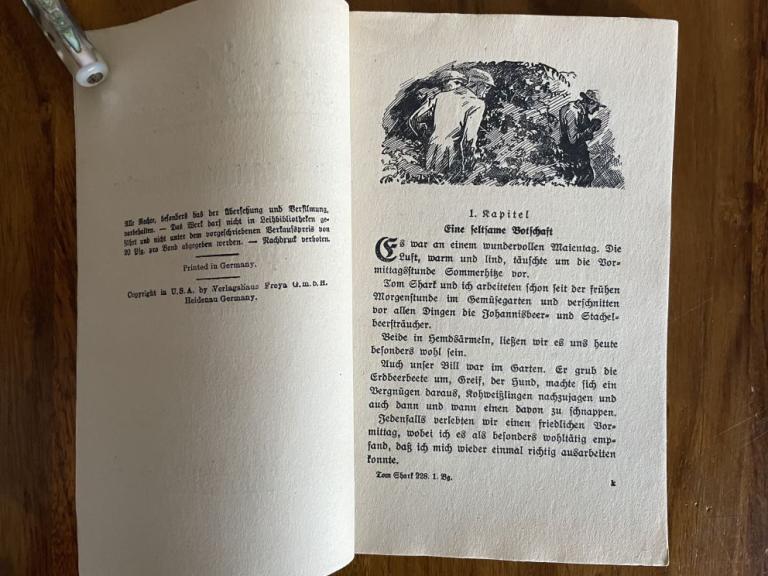 Alle Rechte, besonders das der Übersetzung und Verfilmung,
vorbehalten. — Das Werk darf nicht in Leihbibliotheken ge-
führt und nicht unter dem vorgeschriebenen Verkaufspreis von
20 Pfg. pro Band abgegeben werden. — Nachdruck verboten.
Printed in Germany.
Copyright in U.S.A. by Verlagshaus Freya G.m.b.H.
Heidenau Germany.
1. Kapitel
Eine seltsame Botschaft
Es war an einem wundervollen Maientag. Die
Luft, warm und lind, täuschte um die Vor-
mittagsstunde Sommerhitze vor.
Tom Shark und ich arbeiteten schon seit der frühen
Morgenstunde im Gemüsegarten und verschnitten
vor allen Dingen die Johannisbeer- und Stachel-
beersträucher.
Beide in Hemdsärmeln, ließen wir es uns heute
besonders wohl sein.
Auch unser Bill war im Garten. Er grub die
Erdbeerbeete um, Greif, der Hund, machte sich ein
Vergnügen daraus, Kohweißlingen nachzujagen und
auch dann und wann einen davon zu schnappen.
Jedenfalls verlebten wir einen friedlichen Vor-
mittag, wobei ich es als besonders wohltätig emp-
fand, daß ich mich wieder einmal richtig ausarbeiten
konnte.
Tom Shark 228. 1. Bg.
k